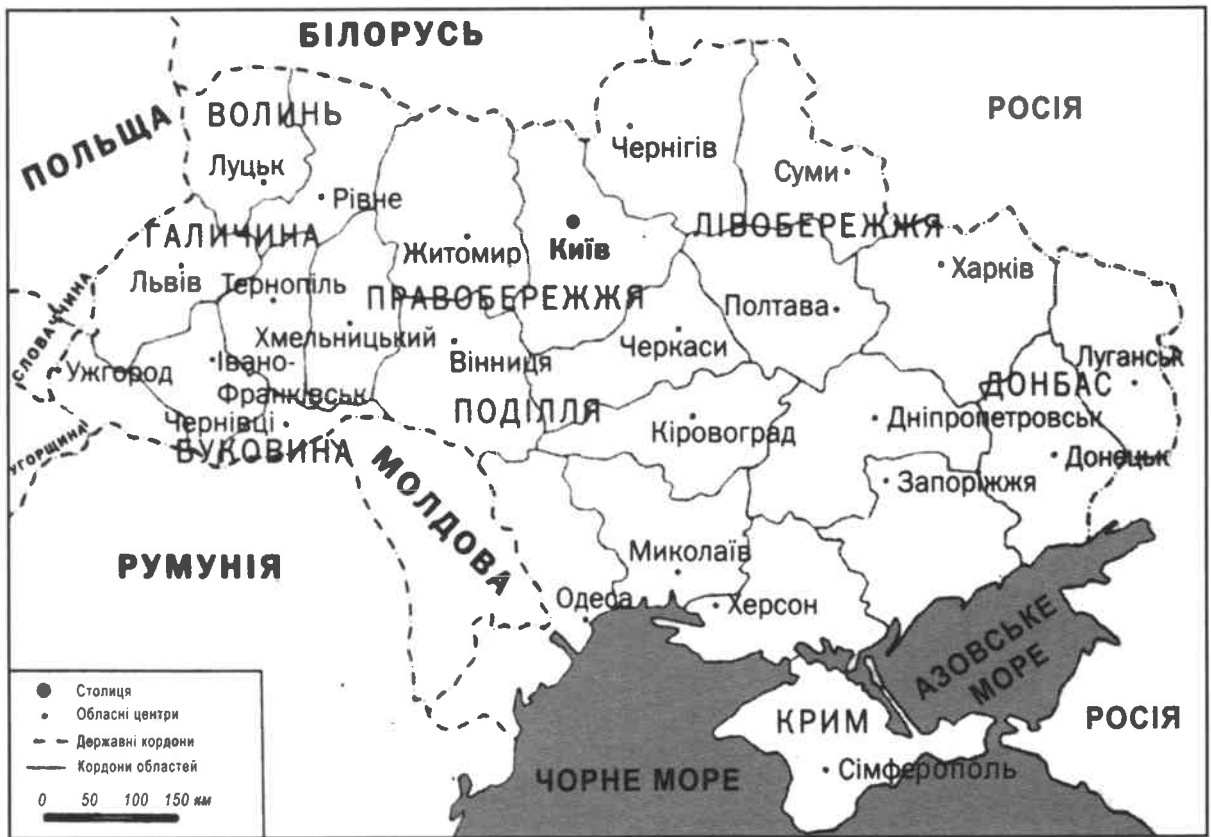 БІЛОРУСЬ
РОСІЯ
ПОЛЬЩА
ВОЛИНЬ
Луцьк
Рівне
Чернігів
Суми
ЛІВОБЕРЕЖЖЯ
ГАЛИЧИНА
Житомир
Київ
Львів
Тернопіль
ПРАВОБЕРЕЖЖЯ
Полтава
Харків
СЛОВАЧЧИНА
Хмельницький
Вінниця
Черкаси
Ужгород
Івано-
Франківськ
Луганськ
ДОНБАС
Чернівці
ПОДІЛЛЯ
Кіровоград
Дніпропетровськ
УГОРЩИНА
БУКОВИНА
МОЛДОВА
Донецьк
Запоріжжя
РУМУНІЯ
Миколаїв
Одеса
Херсон
АЗОВСЬКЕ
МОРЕ
КРИМ
РОСІЯ
Сімферополь
ЧОРНЕ МОРЕ
Столиця
Обласні центри
Державні кордони
Кордони областей
0 50 100 150 км